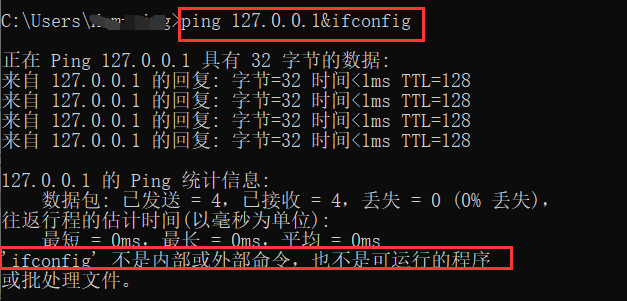 C:\Users\>ping 127.0.0.1&ifconfig
正在 Ping 127.0.0.1 具有 32 字节的数据:
来自 127.0.0.1 的回复: 字节=32 时间<1ms TTL=128
来自 127.0.0.1 的回复: 字节=32 时间<1ms TTL=128
来自 127.0.0.1 的回复: 字节=32 时间<1ms TTL=128
来自 127.0.0.1 的回复: 字节=32 时间<1ms TTL=128
127.0.0.1 的 Ping 统计信息:
数据包: 已发送 = 4，已接收 = 4，丢失 = 0 (0% 丢失)，
往返行程的估计时间(以毫秒为单位):
最短 = 0ms，最长 = 0ms，平均 = 0ms
'ifconfig' 不是内部或外部命令，也不是可运行的程序
或批处理文件。